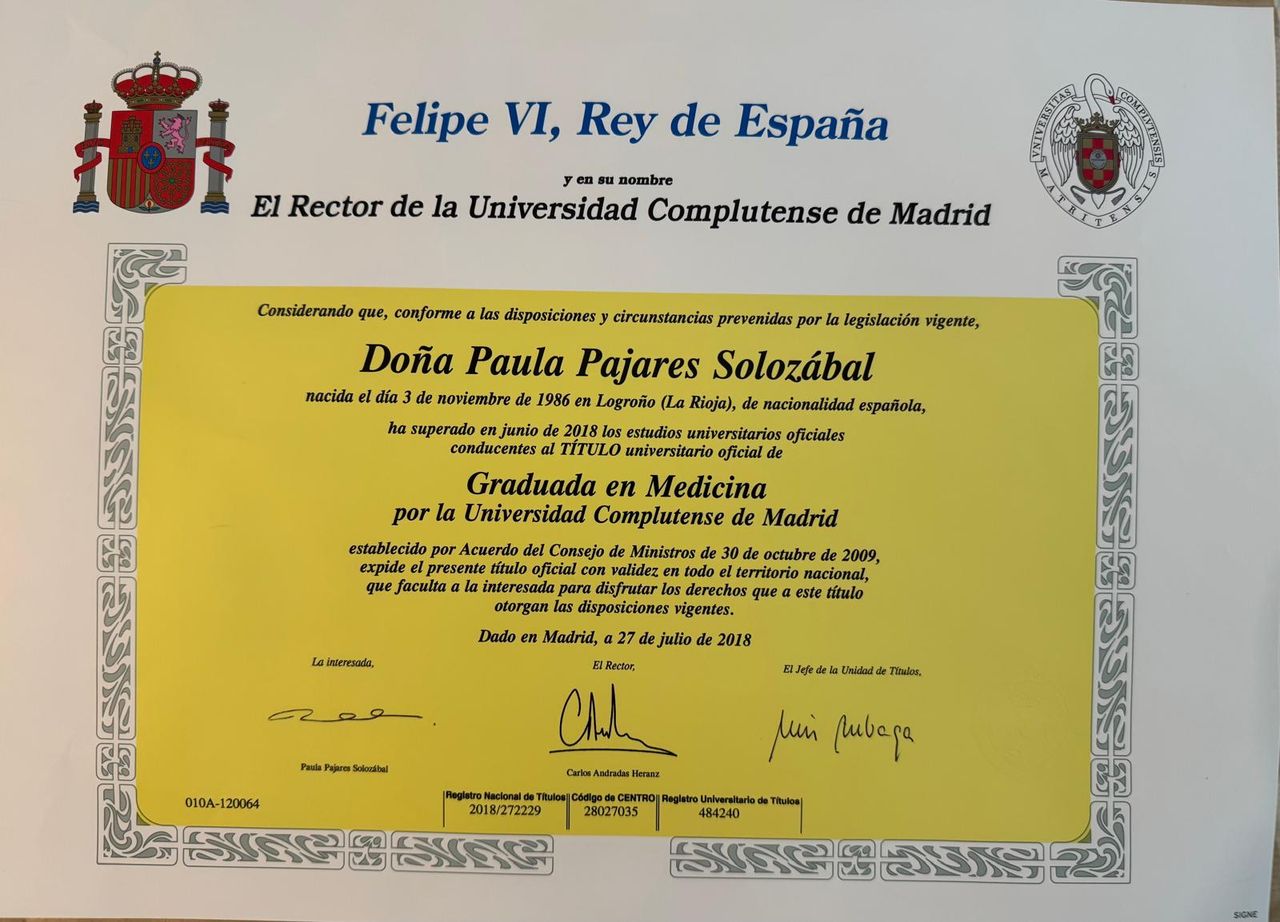 Felipe VI, Rey de España
VNIVERSITAS COMPLVTENSIS
MATRITENSIS
y en su nombre
El Rector de la Universidad Complutense de Madrid
Considerando que, conforme a las disposiciones y circunstancias prevenidas por la legislación vigente,
Doña Paula Pajares Solozábal
nacida el día 3 de noviembre de 1986 en Logroño (La Rioja), de nacionalidad española,
ha superado en junio de 2018 los estudios universitarios oficiales
conducentes al TÍTULO universitario oficial de
Graduada en Medicina
por la Universidad Complutense de Madrid
establecido por Acuerdo del Consejo de Ministros de 30 de octubre de 2009,
expide el presente título oficial con validez en todo el territorio nacional,
que faculta a la interesada para disfrutar los derechos que a este título
otorgan las disposiciones vigentes.
Dado en Madrid, a 27 de julio de 2018
La interesada, El Rector, El Jefe de la Unidad de Títulos,
Paula Pajares Solozábal Carlos Andradas Heranz
010A-120064
Registro Nacional de Títulos Código de CENTRO Registro Universitario de Títulos
2018/272229 28027035 484240
SIGNE